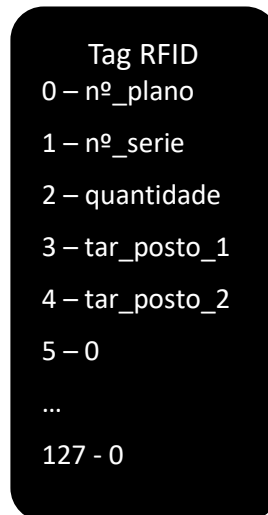 Tag RFID
0 – nº_plano
1 – nº_serie
2 – quantidade
3 – tar_posto_1
4 – tar_posto_2
5 – 0
...
127 - 0